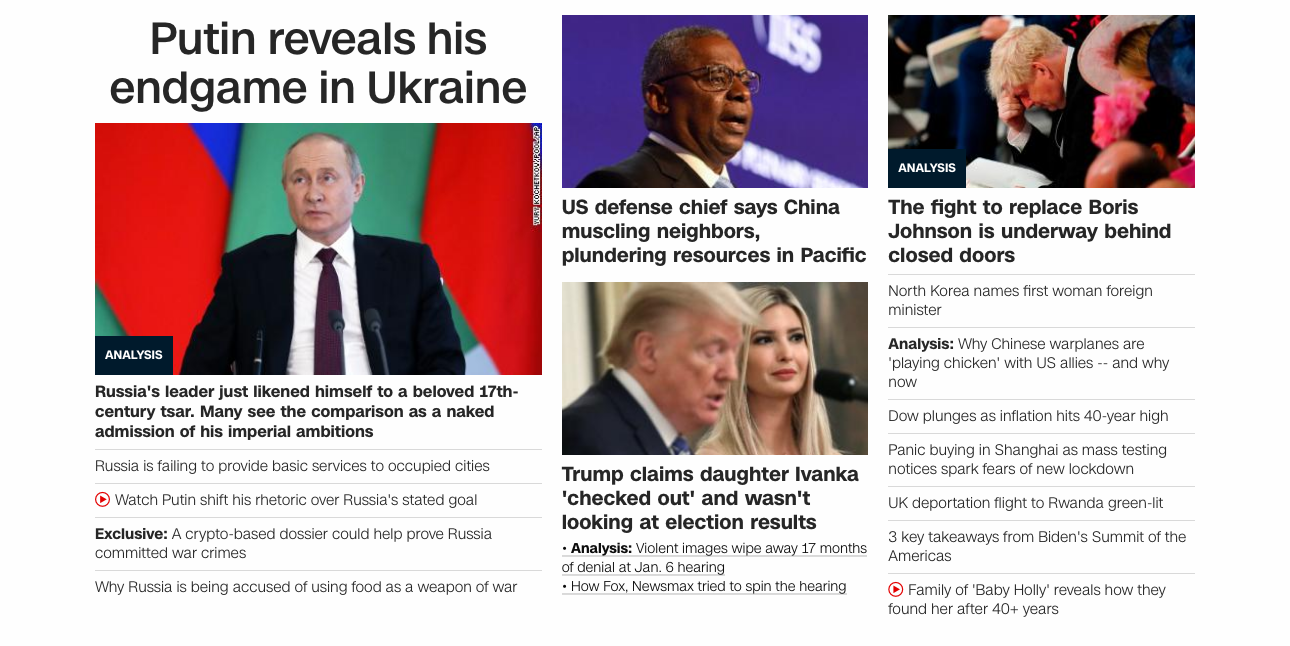 Putin reveals his
endgame in Ukraine
YURY KOCHETKOV/POOL/AP
ANALYSIS
Russia's leader just likened himself to a beloved 17th-
century tsar. Many see the comparison as a naked
admission of his imperial ambitions
Russia is failing to provide basic services to occupied cities
Watch Putin shift his rhetoric over Russia's stated goal
Exclusive: A crypto-based dossier could help prove Russia
committed war crimes
Why Russia is being accused of using food as a weapon of war
US defense chief says China
muscling neighbors,
plundering resources in Pacific
Trump claims daughter Ivanka
'checked out' and wasn't
looking at election results
• Analysis: Violent images wipe away 17 months
of denial at Jan. 6 hearing
• How Fox, Newsmax tried to spin the hearing
ANALYSIS
The fight to replace Boris
Johnson is underway behind
closed doors
North Korea names first woman foreign
minister
Analysis: Why Chinese warplanes are
'playing chicken' with US allies -- and why
now
Dow plunges as inflation hits 40-year high
Panic buying in Shanghai as mass testing
notices spark fears of new lockdown
UK deportation flight to Rwanda green-lit
3 key takeaways from Biden's Summit of the
Americas
Family of 'Baby Holly' reveals how they
found her after 40+ years